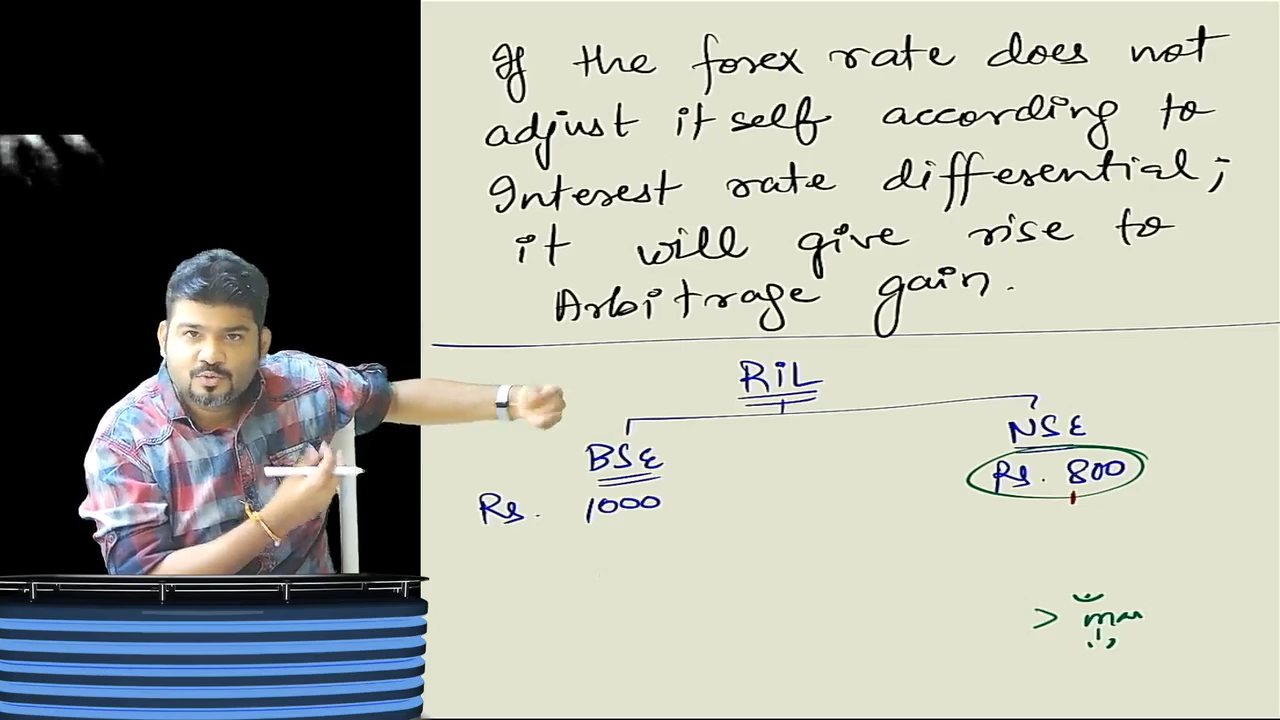 If the forex rate does not
adjust itself according to
Interest rate differential;
it will give rise to
Arbitrage gain.
RIL
BSE
NSE
Rs. 1000
Rs. 800
>